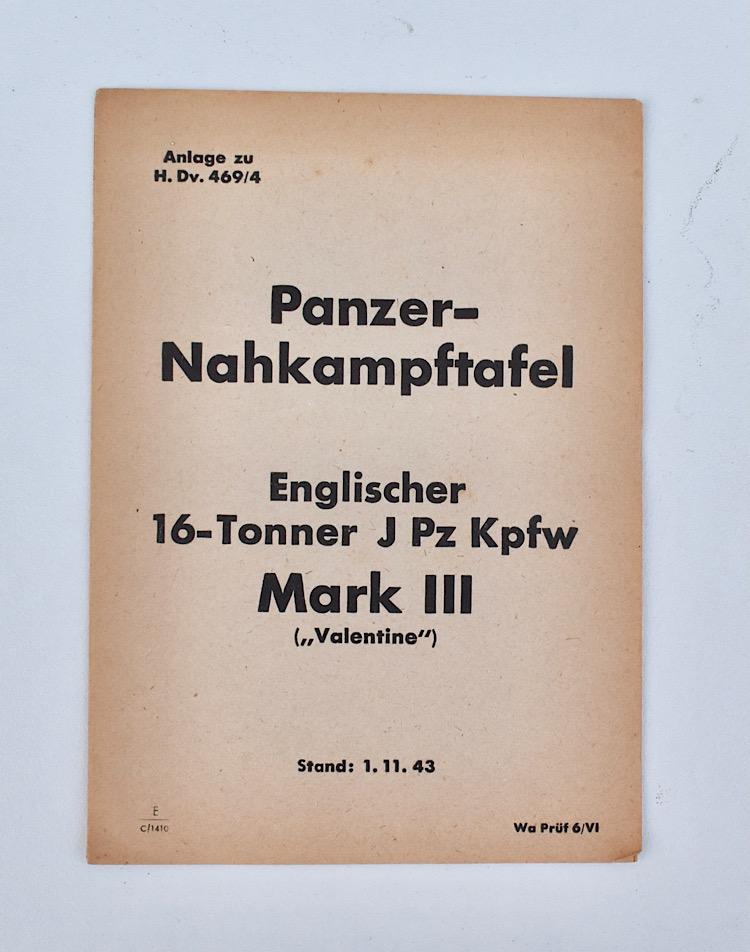 Anlage zu
H. Dv. 469/4
Panzer-
Nahkampftafel
Englischer
16-Tonner J Pz Kpfw
Mark III
(„Valentine“)
Stand: 1. 11. 43
E
C/1410
Wa Prüf 6/VI